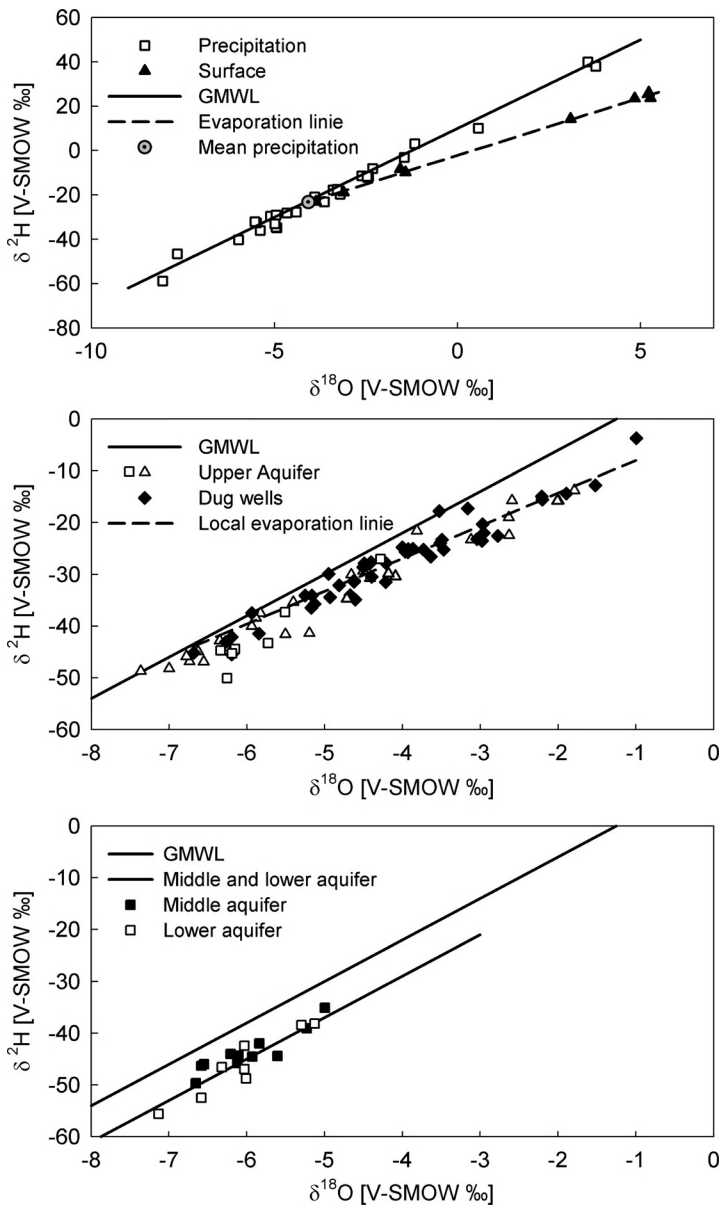 60
40
20
0
-20
-40
-60
-80
δ ²H [V-SMOW ‰]
Precipitation
Surface
GMWL
Evaporation linie
Mean precipitation
-10 -5 0 5
δ¹⁸O [V-SMOW ‰]
0
-10
-20
-30
-40
-50
-60
δ ²H [V-SMOW ‰]
GMWL
Upper Aquifer
Dug wells
Local evaporation linie
-8 -7 -6 -5 -4 -3 -2 -1 0
δ¹⁸O [V-SMOW ‰]
0
-10
-20
-30
-40
-50
-60
δ ²H [V-SMOW ‰]
GMWL
Middle and lower aquifer
Middle aquifer
Lower aquifer
-8 -7 -6 -5 -4 -3 -2 -1 0
δ¹⁸O [V-SMOW ‰]